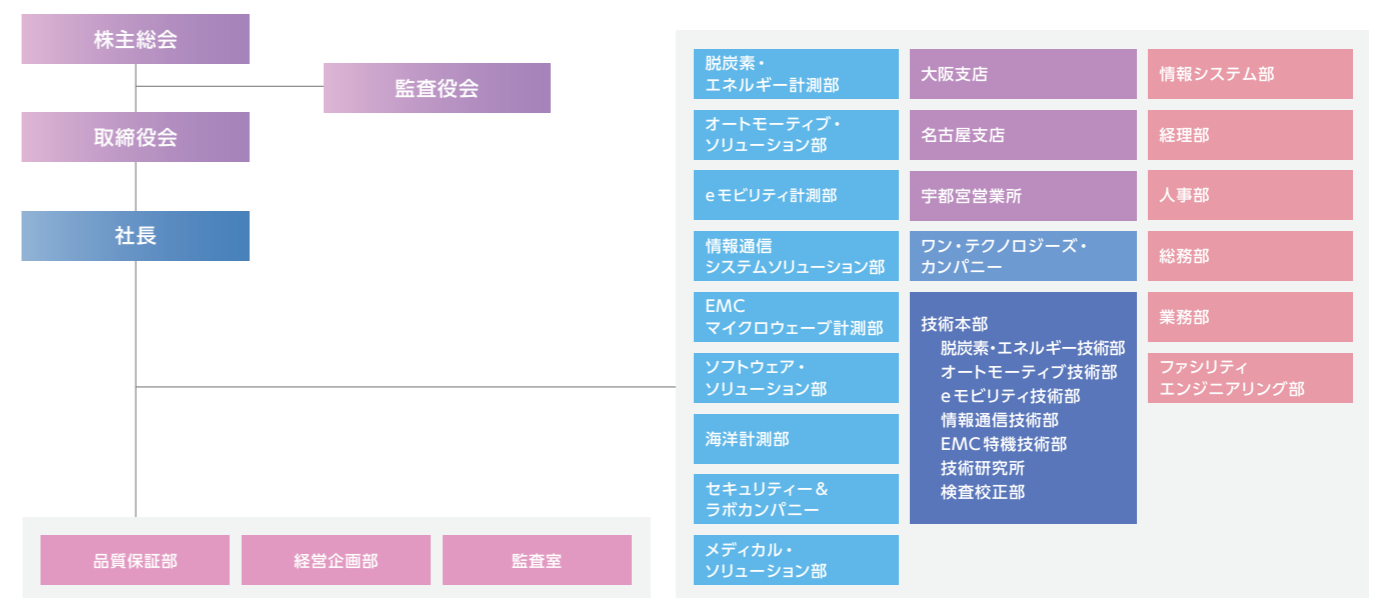 株主総会
監査役会
取締役会
社長
品質保証部
経営企画部
監査室
脱炭素・
エネルギー計測部
オートモーティブ・
ソリューション部
eモビリティ計測部
情報通信
システムソリューション部
EMC
マイクロウェーブ計測部
ソフトウェア・
ソリューション部
海洋計測部
セキュリティー＆
ラボカンパニー
メディカル・
ソリューション部
大阪支店
名古屋支店
宇都宮営業所
ワン・テクノロジーズ・
カンパニー
技術本部
脱炭素・エネルギー技術部
オートモーティブ技術部
eモビリティ技術部
情報通信技術部
EMC特機技術部
技術研究所
検査校正部
情報システム部
経理部
人事部
総務部
業務部
ファシリティ
エンジニアリング部